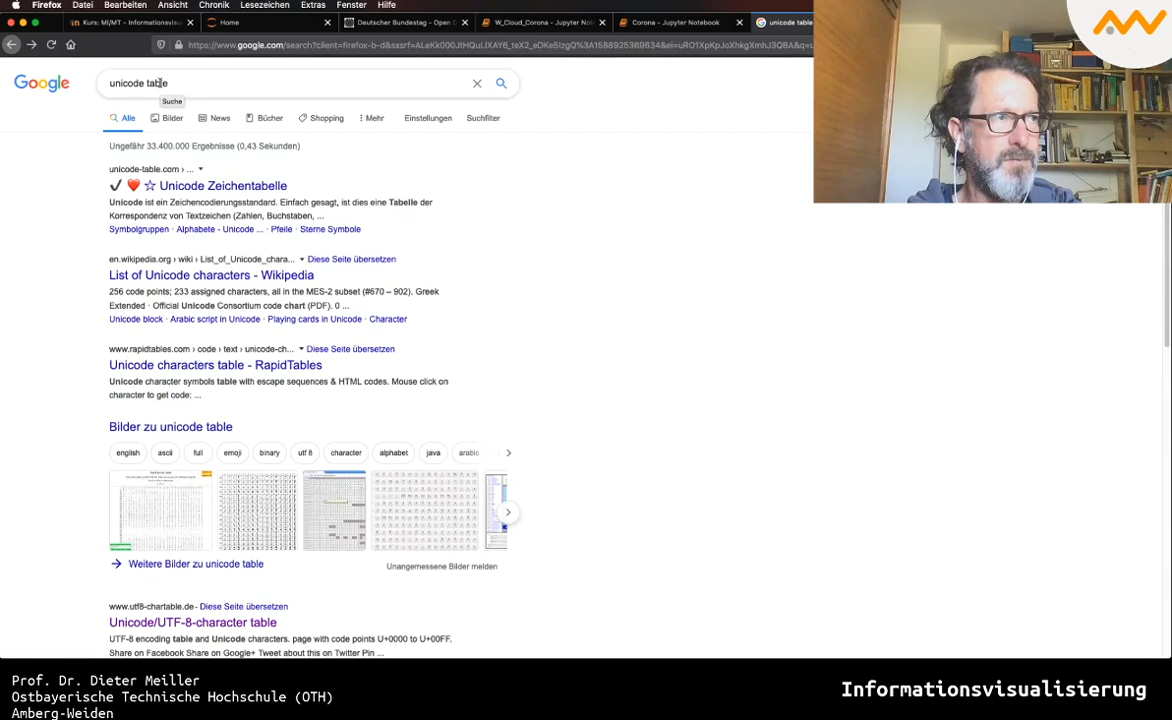 Firefox Datei Bearbeiten Ansicht Chronik Lesezeichen Extras Fenster Hilfe
Kurs: MI/MT - Informationsvisu
Home
Deutscher Bundestag - Open D
W_Cloud_Corona - Jupyter Note
Corona - Jupyter Notebook
unicode table
Google
unicode table
Suche
Alle Bilder News Bücher Shopping Mehr Einstellungen Suchfilter
Ungefähr 33.400.000 Ergebnisse (0,43 Sekunden)
unicode-table.com › ...
✓ ❤ ☆ Unicode Zeichentabelle
Unicode ist ein Zeichencodierungsstandard. Einfach gesagt, ist dies eine Tabelle der
Korrespondenz von Textzeichen (Zahlen, Buchstaben, ...
Symbolgruppen · Alphabete - Unicode ... · Pfeile · Sterne Symbole
en.wikipedia.org › wiki › List_of_Unicode_chara... Diese Seite übersetzen
List of Unicode characters - Wikipedia
256 code points; 233 assigned characters, all in the MES-2 subset (#670 – 902). Greek
Extended · Official Unicode Consortium code chart (PDF). 0 ...
Unicode block · Arabic script in Unicode · Playing cards in Unicode · Character
www.rapidtables.com › code › text › unicode-ch... Diese Seite übersetzen
Unicode characters table - RapidTables
Unicode character symbols table with escape sequences & HTML codes. Mouse click on
character to get code: ...
Bilder zu unicode table
english ascii full emoji binary utf 8 character alphabet java arabic
Weitere Bilder zu unicode table
Unangemessene Bilder melden
www.utf8-chartable.de - Diese Seite übersetzen
Unicode/UTF-8-character table
UTF-8 encoding table and Unicode characters. page with code points U+0000 to U+00FF.
Share on Facebook Share on Google+ Tweet about this on Twitter Pin ...
Prof. Dr. Dieter Meiller
Ostbayerische Technische Hochschule (OTH)
Amberg-Weiden
Informationsvisualisierung